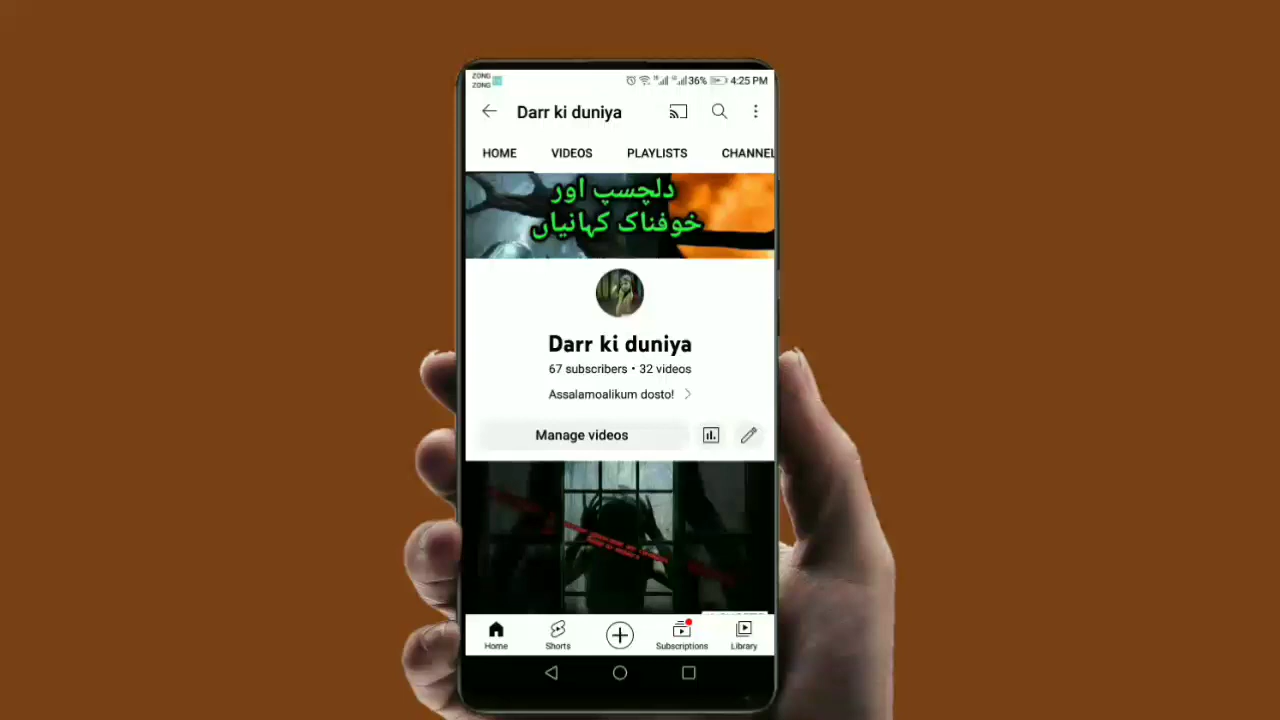 ZONG
ZONG
36% 4:25 PM
Darr ki duniya
HOME VIDEOS PLAYLISTS CHANNEL
دلچسپ اور
خوفناک کہانیاں
Darr ki duniya
67 subscribers • 32 videos
Assalamoalikum dosto!
Manage videos
Home Shorts Subscriptions Library